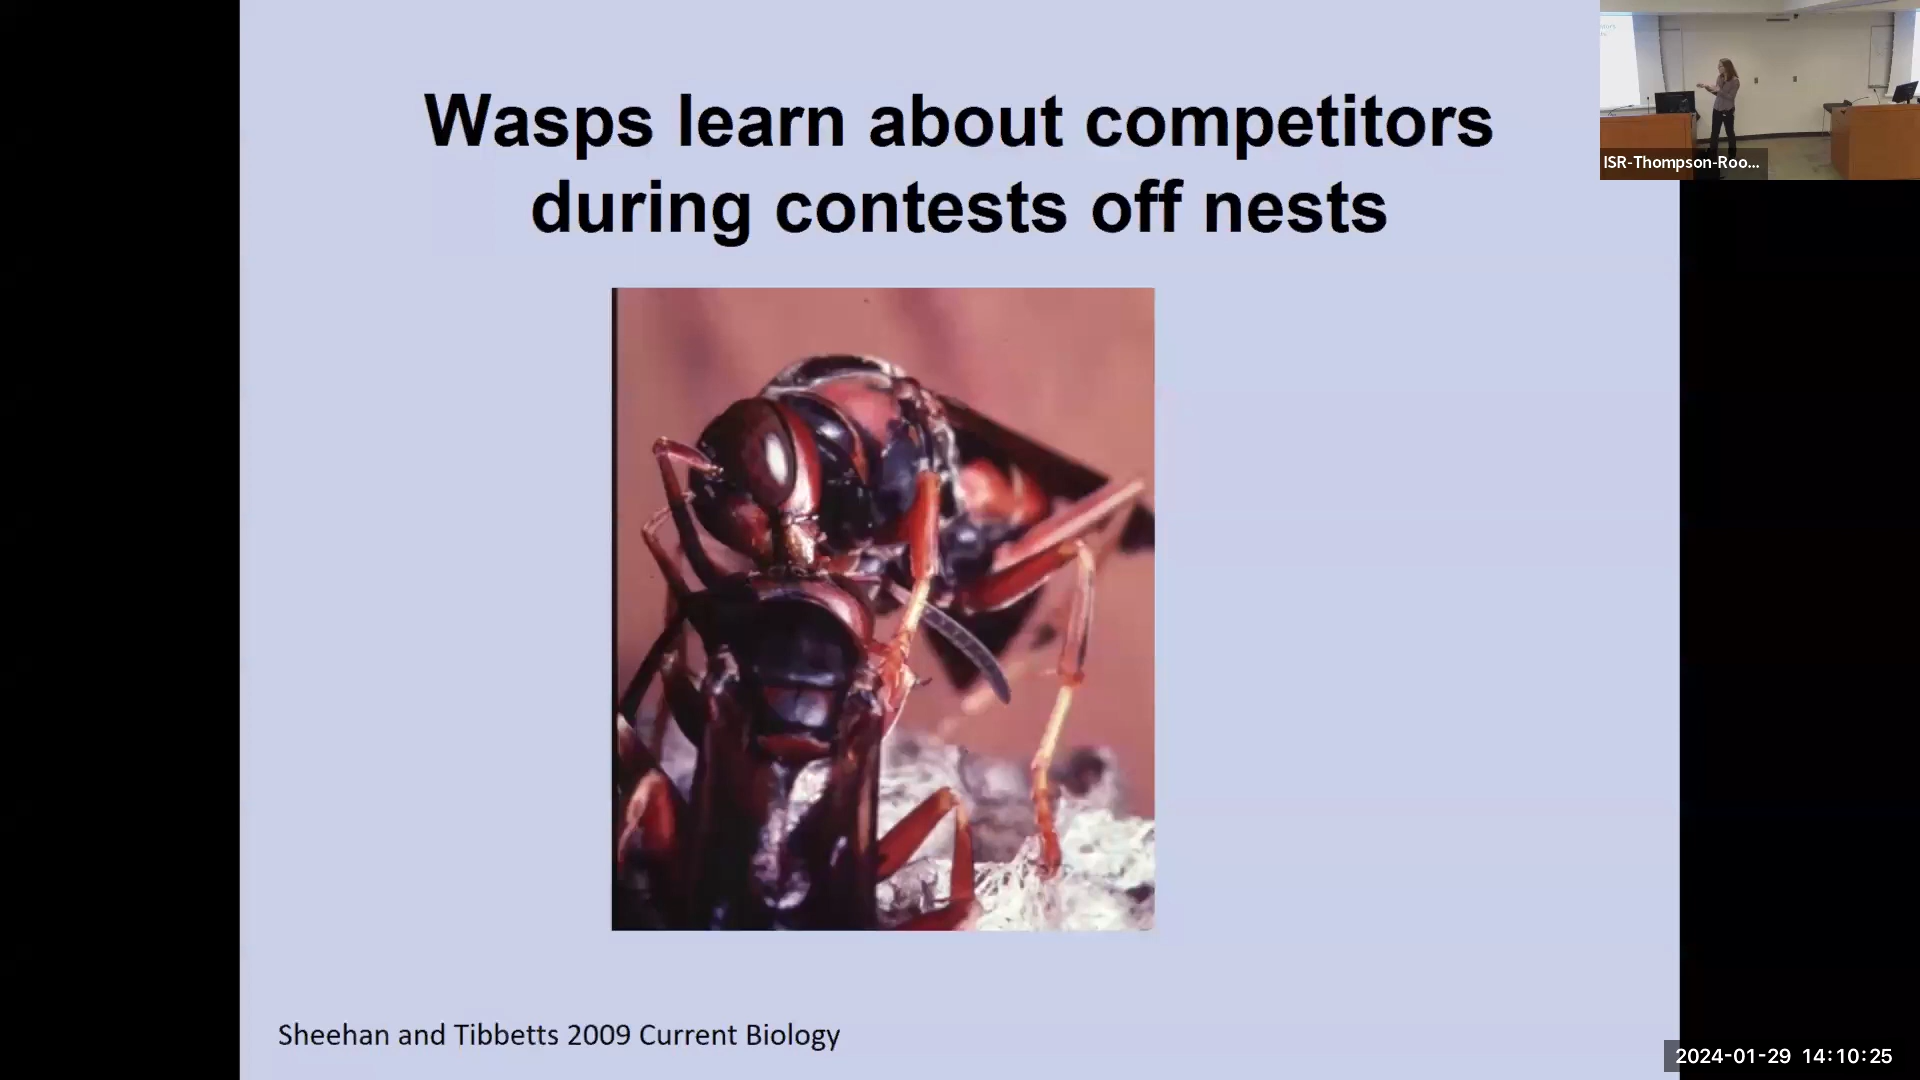 Wasps learn about competitors
during contests off nests
ISR-Thompson-Roo...
Sheehan and Tibbetts 2009 Current Biology
2024-01-29 14:10:25